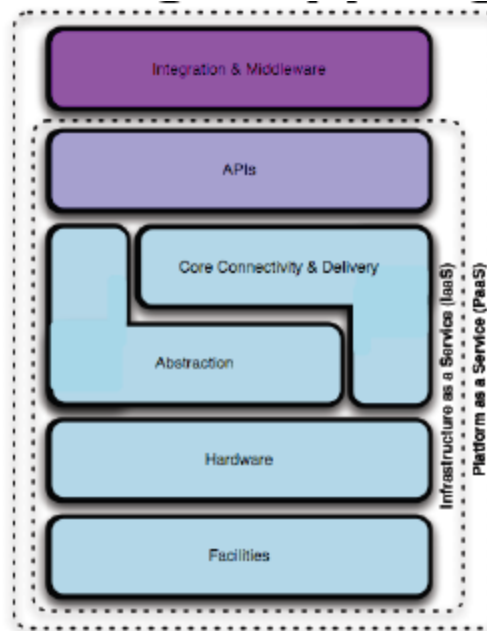 Integration & Middleware
APIs
Core Connectivity & Delivery
Abstraction
Hardware
Facilities
Infrastructure as a Service (IaaS)
Platform as a Service (PaaS)